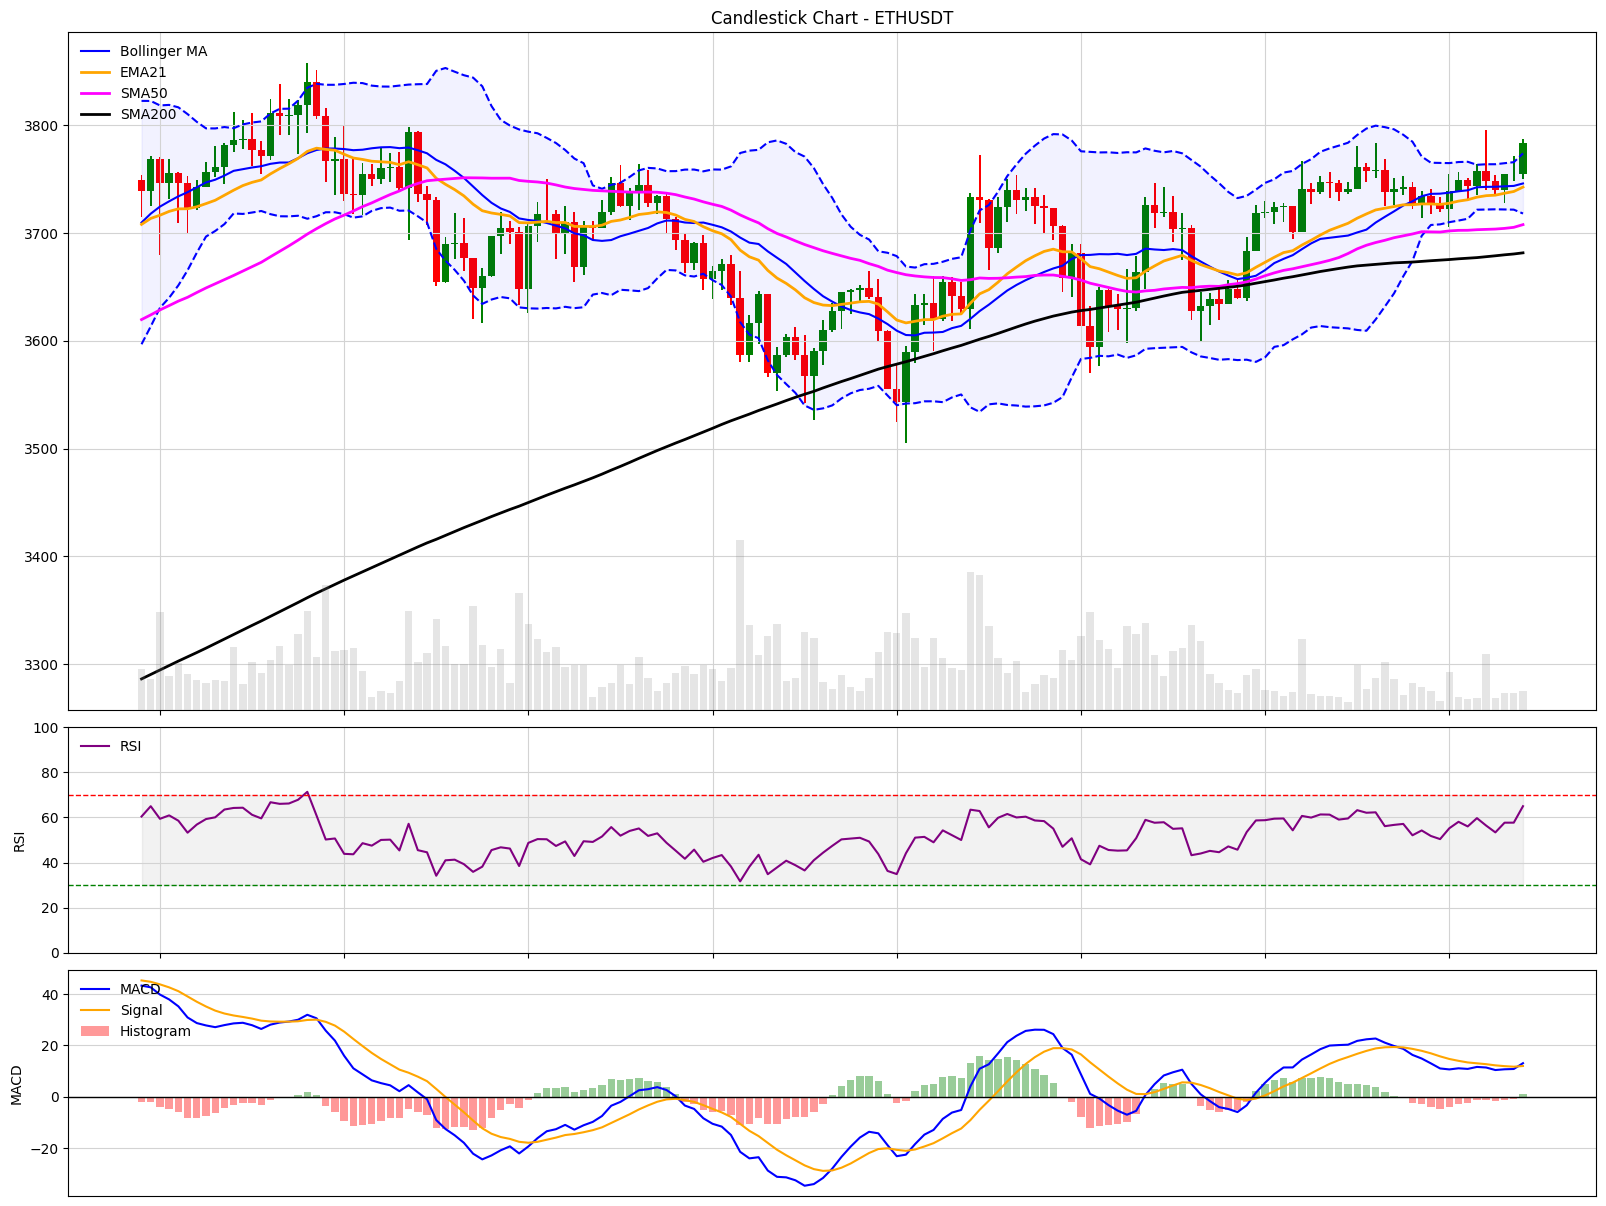 Candlestick Chart - ETHUSDT
Bollinger MA
EMA21
SMA50
SMA200
3800
3700
3600
3500
3400
3300
100
80
60
40
20
0
RSI
RSI
40
20
0
−20
MACD
MACD
Signal
Histogram